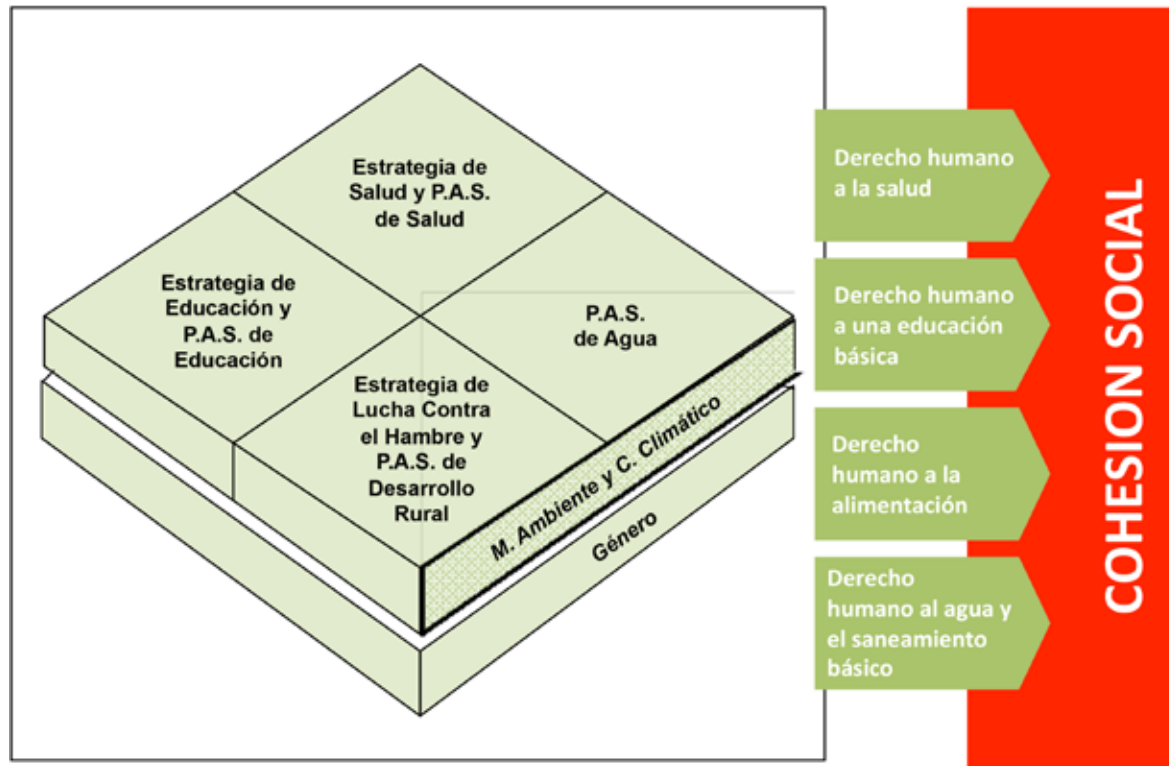 Estrategia de
Salud y P.A.S.
de Salud
Estrategia de
Educación y
P.A.S. de
Educación
P.A.S.
de Agua
Estrategia de
Lucha Contra
el Hambre y
P.A.S. de
Desarrollo
Rural
M. Ambiente y C. Climático
Género
Derecho humano
a la salud
Derecho humano
a una educación
básica
Derecho
humano a la
alimentación
Derecho
humano al agua y
el saneamiento
básico
COHESION SOCIAL